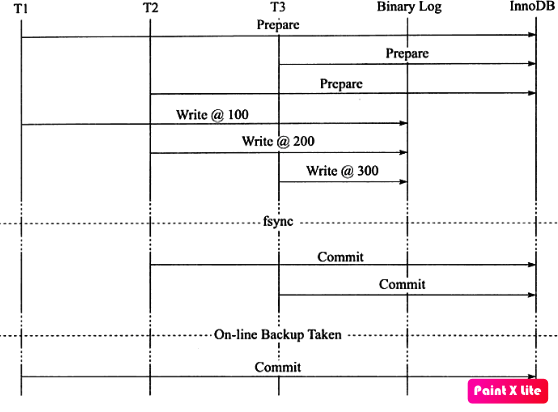 T1 T2 T3 Binary Log InnoDB
Prepare
Prepare
Prepare
Write @ 100
Write @ 200
Write @ 300
fsync
Commit
Commit
On-line Backup Taken
Commit
Paint X Lite